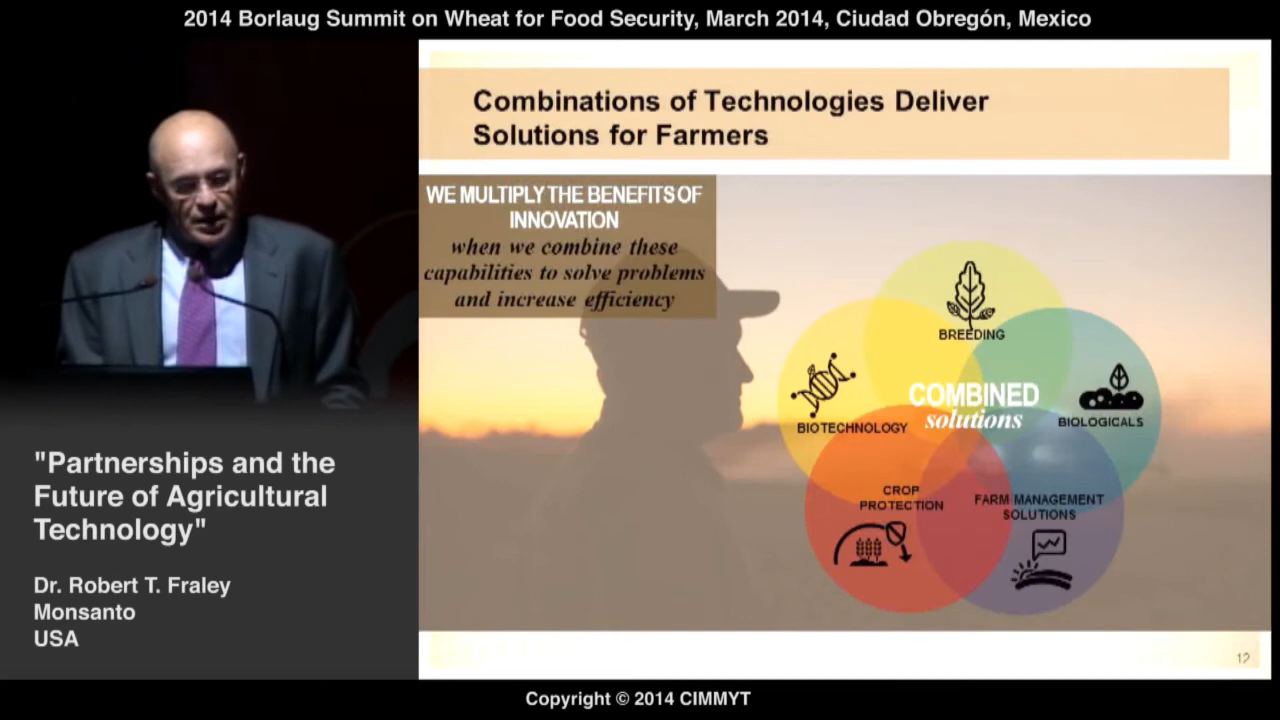 2014 Borlaug Summit on Wheat for Food Security, March 2014, Ciudad Obregón, Mexico
Combinations of Technologies Deliver
Solutions for Farmers
WE MULTIPLY THE BENEFITS OF
INNOVATION
when we combine these
capabilities to solve problems
and increase efficiency
BREEDING
BIOTECHNOLOGY
COMBINED
solutions
BIOLOGICALS
CROP
PROTECTION
FARM MANAGEMENT
SOLUTIONS
12
"Partnerships and the
Future of Agricultural
Technology"
Dr. Robert T. Fraley
Monsanto
USA
Copyright © 2014 CIMMYT